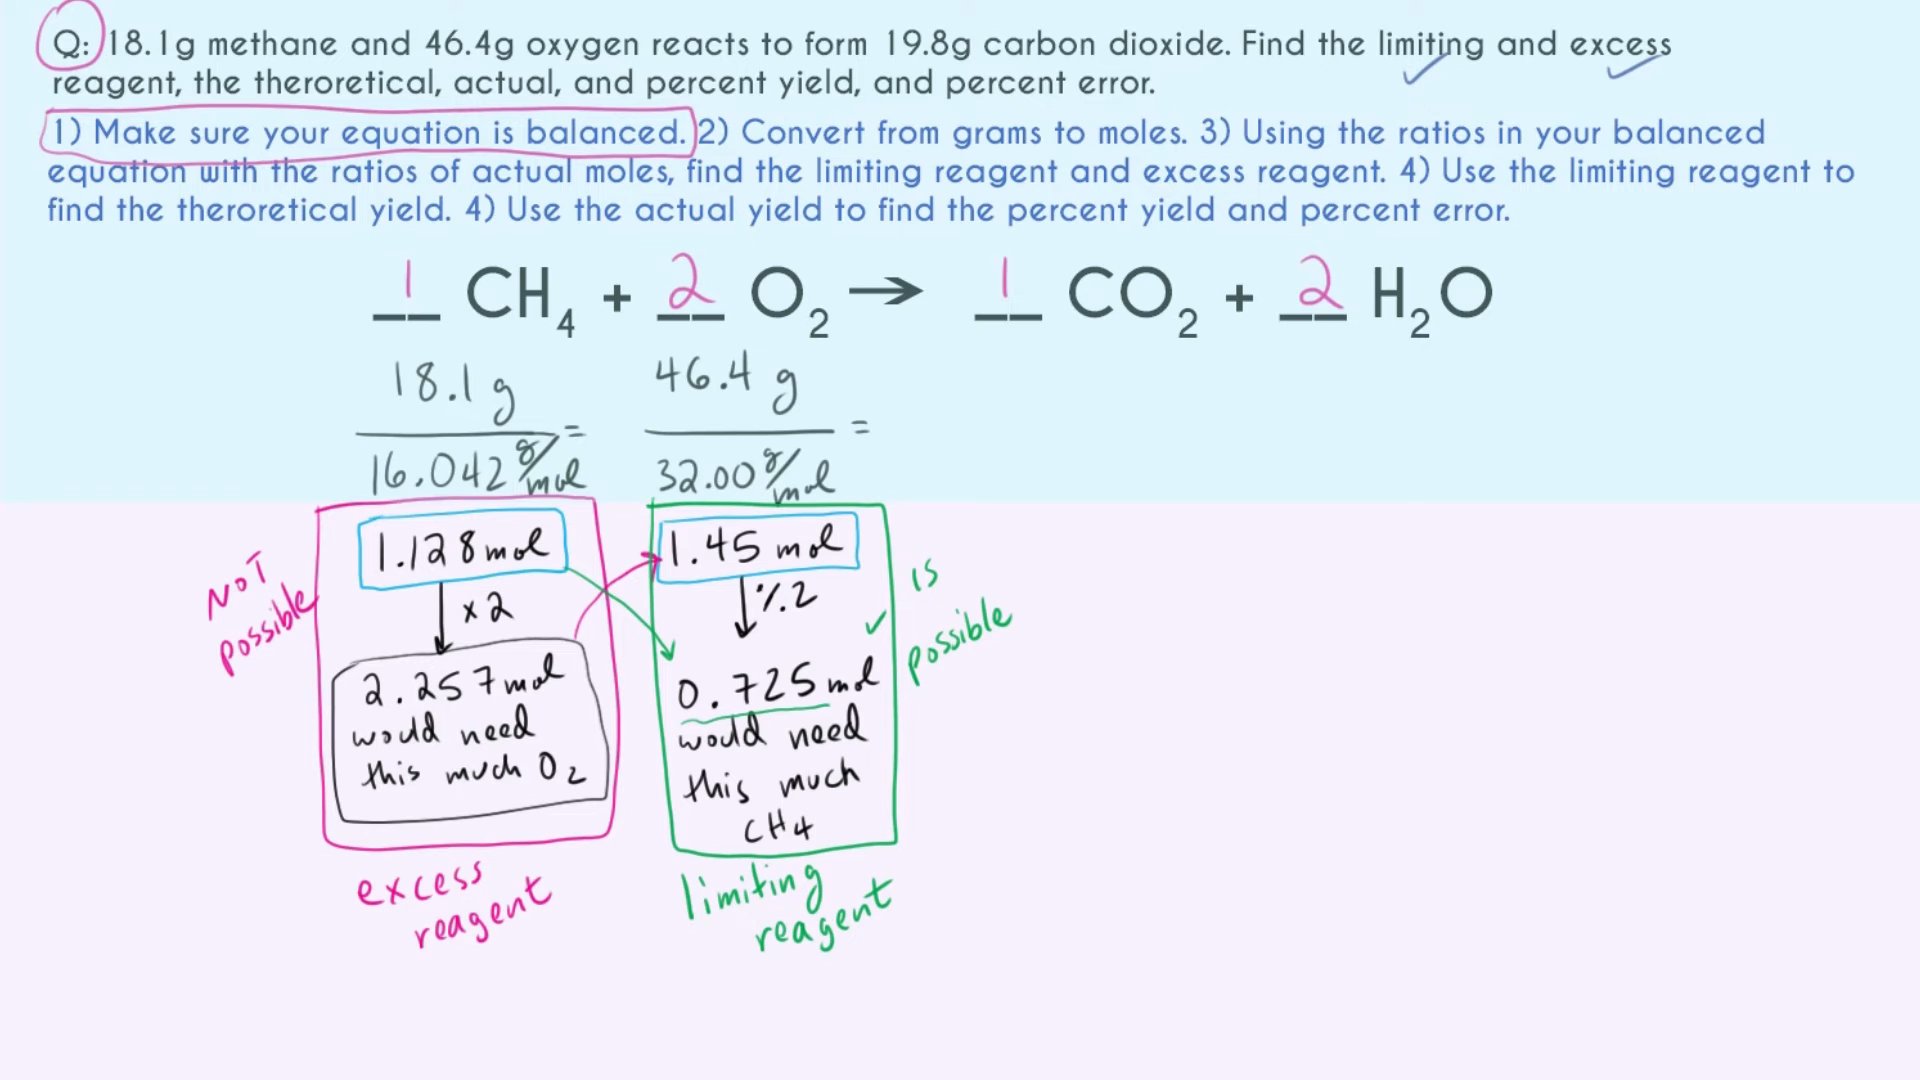 Q: 18.1g methane and 46.4g oxygen reacts to form 19.8g carbon dioxide. Find the limiting and excess
reagent, the theroretical, actual, and percent yield, and percent error.
1) Make sure your equation is balanced. 2) Convert from grams to moles. 3) Using the ratios in your balanced
equation with the ratios of actual moles, find the limiting reagent and excess reagent. 4) Use the limiting reagent to
find the theroretical yield. 4) Use the actual yield to find the percent yield and percent error.
1 CH₄ + 2 O₂ → 1 CO₂ + 2 H₂O
18.1 g
16.042 g/mol =
46.4 g
32.00 g/mol =
NOT
possible
1.128 mol
x 2
2.257 mol
would need
this much O₂
excess
reagent
1.45 mol
% 2
0.725 mol
would need
this much
CH4
limiting
reagent
✓ is
possible